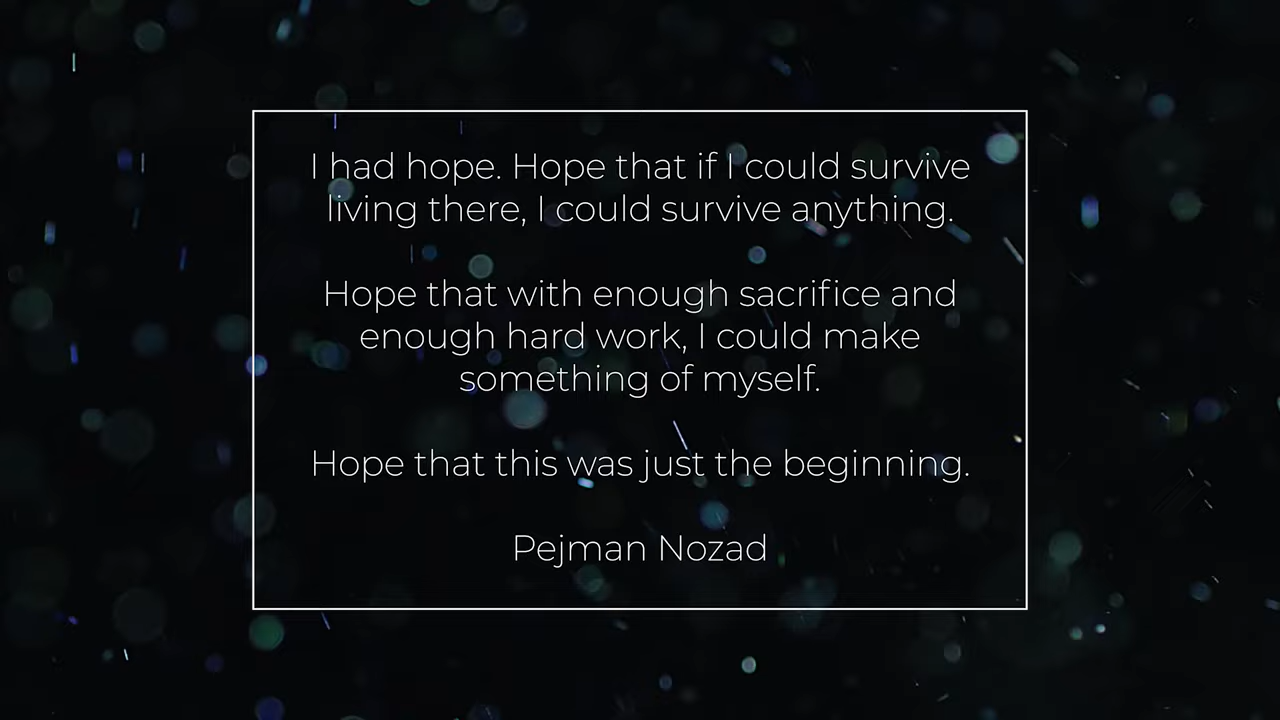 I had hope. Hope that if I could survive
living there, I could survive anything.
Hope that with enough sacrifice and
enough hard work, I could make
something of myself.
Hope that this was just the beginning.
Pejman Nozad